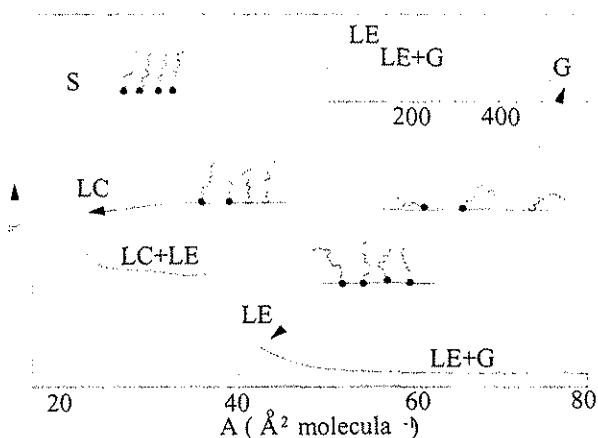 LE
LE+G
S
G
200 400
LC
LC+LE
LE
LE+G
20 40 60 80
A ( Å² molecula ⁻¹)